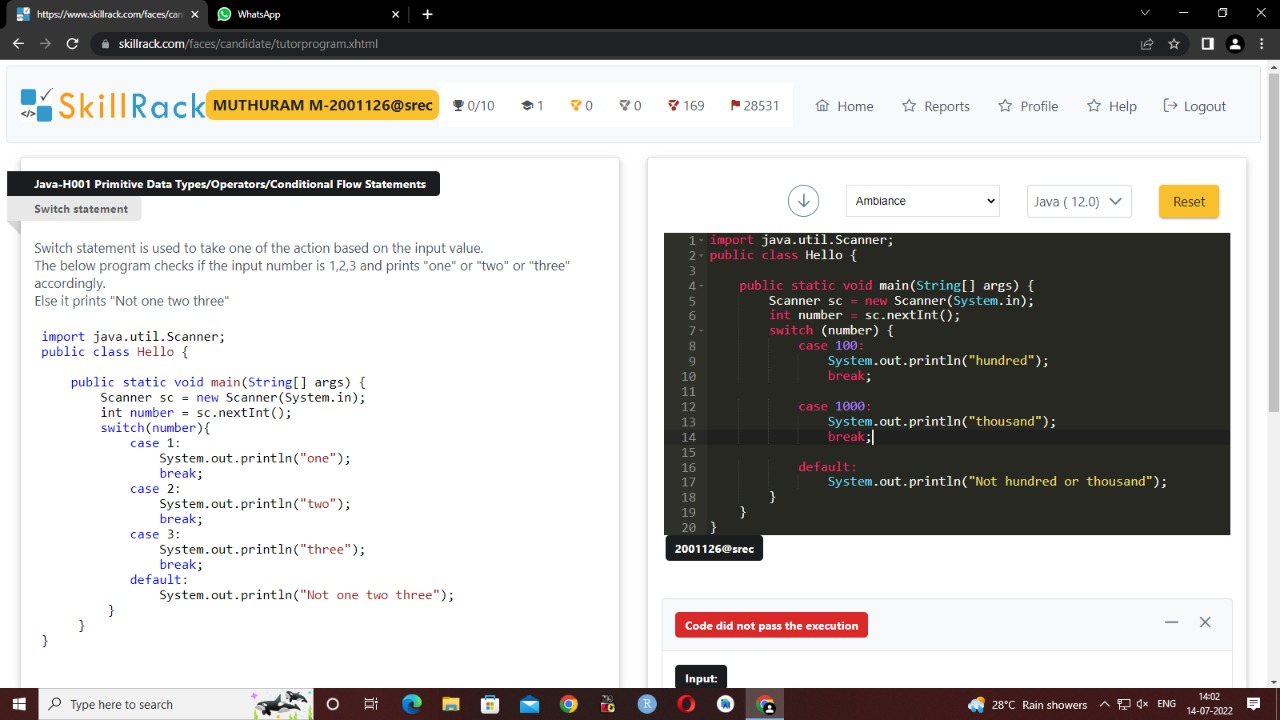 https://www.skillrack.com/faces/can
WhatsApp
skillrack.com/faces/candidate/tutorprogram.xhtml
SkillRack
MUTHURAM M-2001126@srec
0/10
1
0
0
169
28531
Home
Reports
Profile
Help
Logout
Java-H001 Primitive Data Types/Operators/Conditional Flow Statements
Switch statement
Switch statement is used to take one of the action based on the input value.
The below program checks if the input number is 1,2,3 and prints "one" or "two" or "three"
accordingly.
Else it prints "Not one two three"
import java.util.Scanner;
public class Hello {
public static void main(String[] args) {
Scanner sc = new Scanner(System.in);
int number = sc.nextInt();
switch(number){
case 1:
System.out.println("one");
break;
case 2:
System.out.println("two");
break;
case 3:
System.out.println("three");
break;
default:
System.out.println("Not one two three");
}
}
}
Ambiance
Java ( 12.0)
Reset
1 import java.util.Scanner;
2 public class Hello {
3
4 public static void main(String[] args) {
5 Scanner sc = new Scanner(System.in);
6 int number = sc.nextInt();
7 switch (number) {
8 case 100:
9 System.out.println("hundred");
10 break;
11
12 case 1000:
13 System.out.println("thousand");
14 break;
15
16 default:
17 System.out.println("Not hundred or thousand");
18 }
19 }
20 }
2001126@srec
Code did not pass the execution
Input:
Type here to search
28°C Rain showers
ENG
14:02
14-07-2022